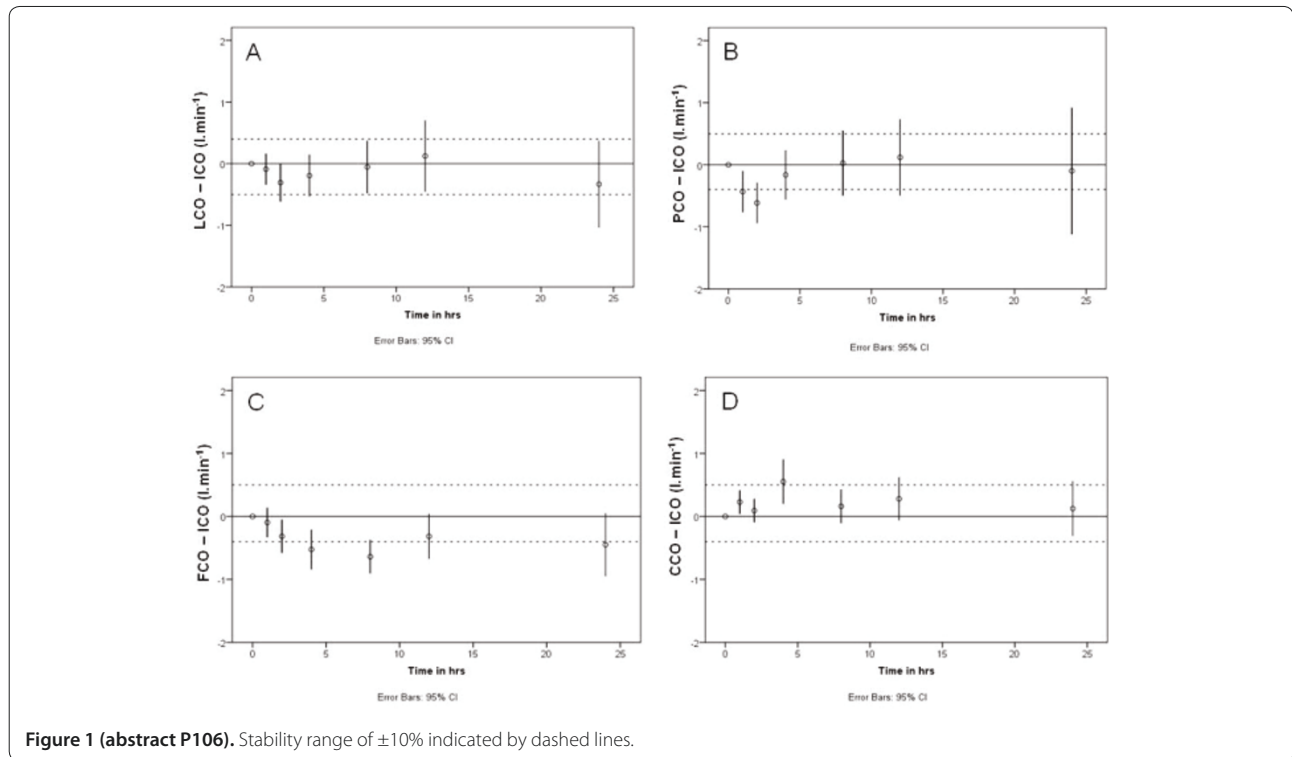 A
2
1
0
-1
-2
LCO – ICO (l.min-1)
0 5 10 15 20 25
Time in hrs
Error Bars: 95% CI
B
2
1
0
-1
-2
PCO – ICO (l.min-1)
0 5 10 15 20 25
Time in hrs
Error Bars: 95% CI
C
2
1
0
-1
-2
FCO – ICO (l.min-1)
0 5 10 15 20 25
Time in hrs
Error Bars: 95% CI
D
2
1
0
-1
-2
CCO – ICO (l.min-1)
0 5 10 15 20 25
Time in hrs
Error Bars: 95% CI
Figure 1 (abstract P106). Stability range of ±10% indicated by dashed lines.